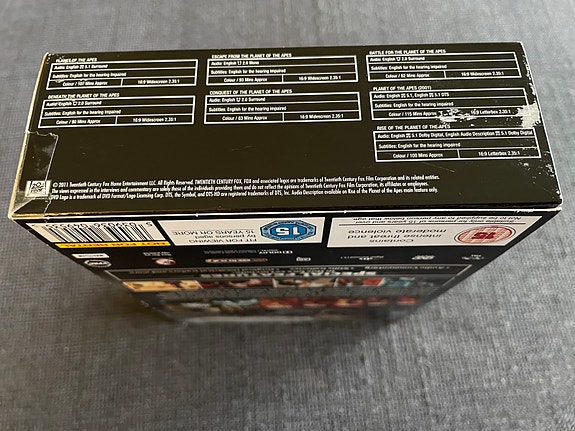 PLANET OF THE APES
Audio: English 5.1 Surround
Subtitles: English for the hearing impaired
Colour / 107 Mins Approx 16:9 Widescreen 2.35:1
BENEATH THE PLANET OF THE APES
Audio: English 2.0 Surround
Subtitles: English for the hearing impaired
Colour / 90 Mins Approx 16:9 Widescreen 2.35:1
ESCAPE FROM THE PLANET OF THE APES
Audio: English 2.0 Mono
Subtitles: English for the hearing impaired
Colour / 93 Mins Approx 16:9 Widescreen 2.35:1
CONQUEST OF THE PLANET OF THE APES
Audio: English 2.0 Surround
Subtitles: English for the hearing impaired
Colour / 83 Mins Approx 16:9 Widescreen 2.35:1
BATTLE FOR THE PLANET OF THE APES
Audio: English 2.0 Surround
Subtitles: English for the hearing impaired
Colour / 82 Mins Approx 16:9 Widescreen 2.35:1
PLANET OF THE APES (2001)
Audio: English 5.1, English 5.1 DTS
Colour / 115 Mins Approx 16:9 Letterbox 2.35:1
RISE OF THE PLANET OF THE APES
Audio: English 5.1 Dolby Digital, English Audio Description 5.1 Dolby Digital
Subtitles: English for the hearing impaired
Colour / 100 Mins Approx 16:9 Letterbox 2.35:1
© 2011 Twentieth Century Fox Home Entertainment LLC. All Rights Reserved. TWENTIETH CENTURY FOX, FOX and associated logos are trademarks of Twentieth Century Fox Film Corporation and its related entities.
The views expressed in the interviews and commentary are solely those of the individuals providing them and do not reflect the opinions of Twentieth Century Fox Film Corporation, its affiliates or employees.
DVD Logo is a trademark of DVD Format/Logo Licensing Corp. DTS, the Symbol, and DTS-HD are registered trademarks of DTS, Inc. Audio Description available on Rise of the Planet of the Apes main feature only.
Contains
intense threat and
moderate violence
15
FIT FOR VIEWING
BY PERSONS AGED
15 YEARS OR MORE
NOT FOR RENTAL
SPECIAL